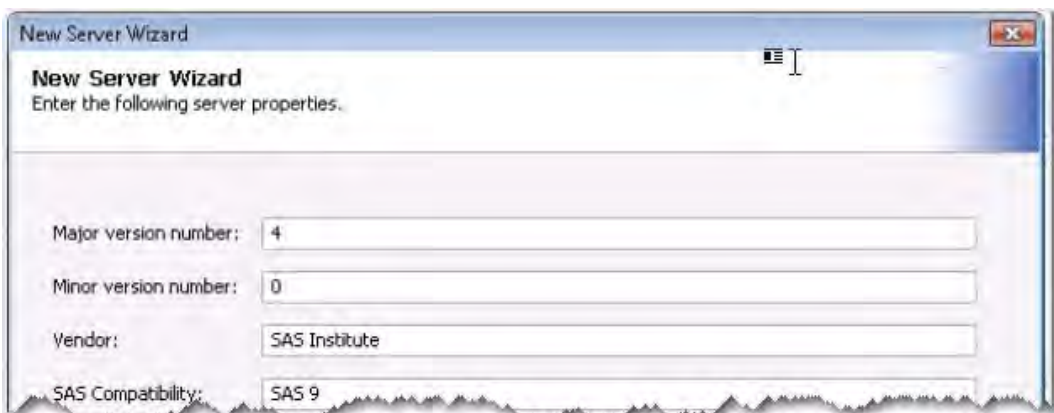 New Server Wizard
New Server Wizard
Enter the following server properties.
Major version number: 4
Minor version number: 0
Vendor: SAS Institute
SAS Compatibility: SAS 9